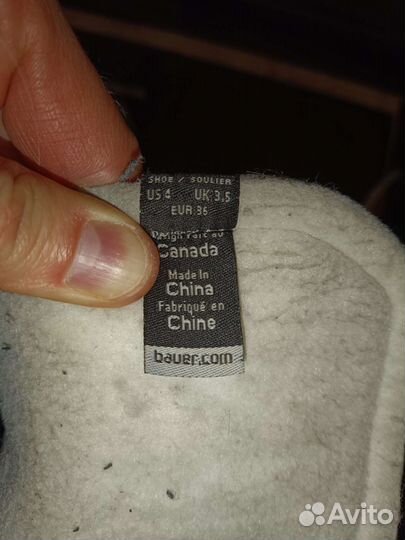 SHOE / SOULIER
US 4 UK 3.5
EUR 36
Canada
Made in
China
Fabriqué en
Chine
bauer.com
Avito